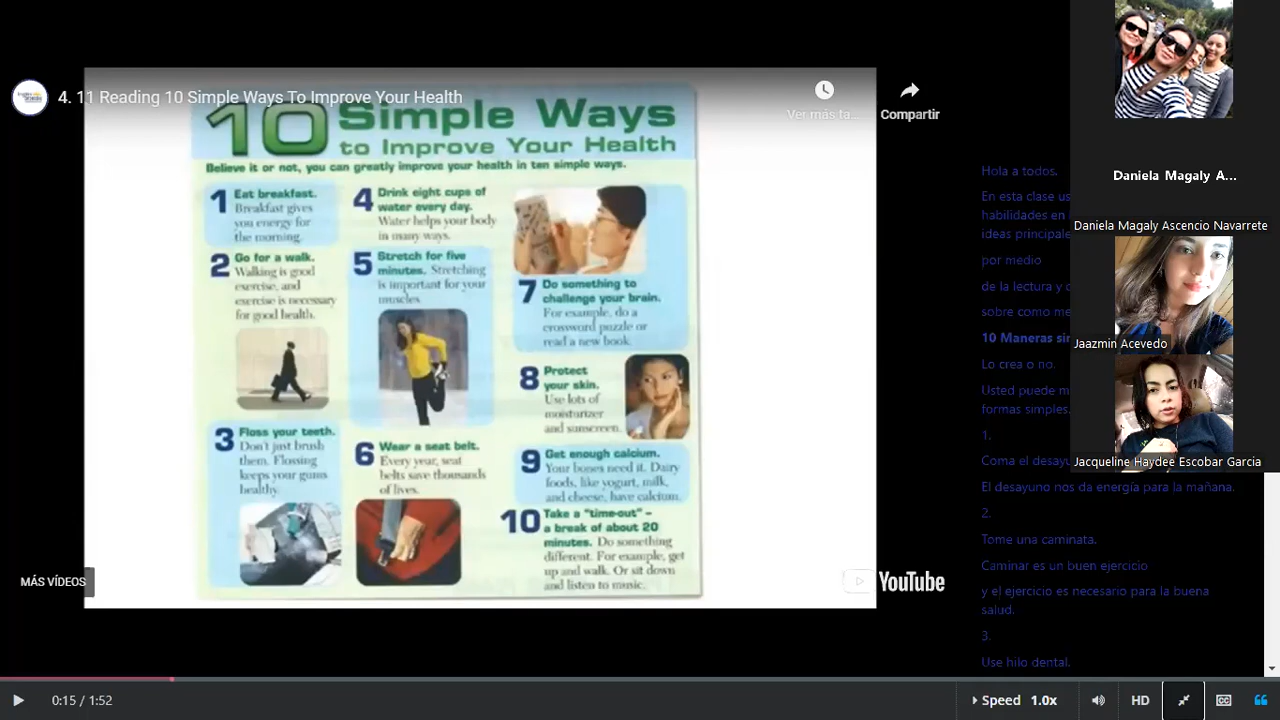 4. 11 Reading 10 Simple Ways To Improve Your Health
Ver más ta...
Compartir
10 Simple Ways
to Improve Your Health
Believe it or not, you can greatly improve your health in ten simple ways.
1 Eat breakfast.
Breakfast gives
you energy for
the morning.
2 Go for a walk.
Walking is good
exercise, and
exercise is necessary
for good health.
3 Floss your teeth.
Don't just brush
them. Flossing
keeps your gums
healthy.
4 Drink eight cups of
water every day.
Water helps your body
in many ways.
5 Stretch for five
minutes. Stretching
is important for your
muscles.
6 Wear a seat belt.
Every year, seat
belts save thousands
of lives.
7 Do something to
challenge your brain.
For example, do a
crossword puzzle or
read a new book.
8 Protect
your skin.
Use lots of
moisturizer
and sunscreen.
9 Get enough calcium.
Your bones need it. Dairy
foods, like yogurt, milk,
and cheese, have calcium.
10 Take a "time-out" –
a break of about 20
minutes. Do something
different. For example, get
up and walk. Or sit down
and listen to music.
MÁS VÍDEOS
YouTube
Hola a todos.
En esta clase
habilidades en
ideas principale
por medio
de la lectura y
sobre como me
10 Maneras
Lo crea o no.
Usted puede
formas simples.
1.
Coma el
El desayuno nos da energía para la mañana.
2.
Tome una caminata.
Caminar es un buen ejercicio
y el ejercicio es necesario para la buena
salud.
3.
Use hilo dental.
Daniela Magaly A...
Daniela Magaly Ascencio Navarrete
Jaazmin Acevedo
Jacqueline Haydee Escobar Garcia
0:15 / 1:52
Speed 1.0x
HD
CC